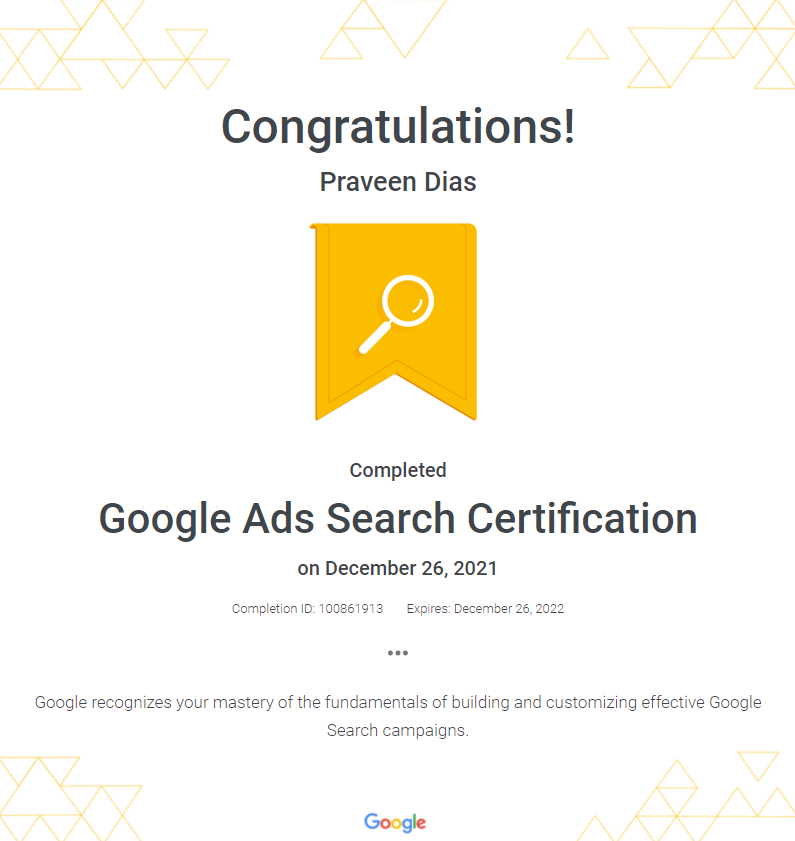 Congratulations!
Praveen Dias
Completed
Google Ads Search Certification
on December 26, 2021
Completion ID: 100861913 Expires: December 26, 2022
Google recognizes your mastery of the fundamentals of building and customizing effective Google
Search campaigns.
Google